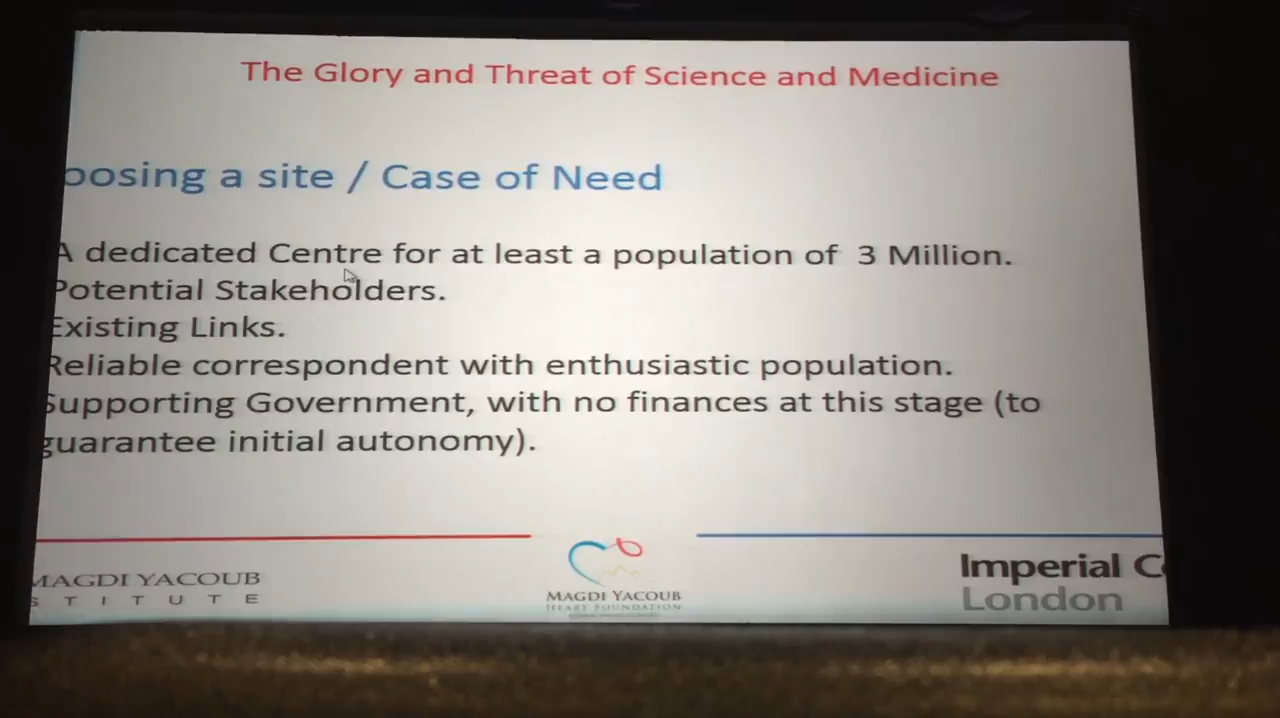 The Glory and Threat of Science and Medicine
oosing a site / Case of Need
A dedicated Centre for at least a population of 3 Million.
Potential Stakeholders.
Existing Links.
Reliable correspondent with enthusiastic population.
Supporting Government, with no finances at this stage (to
guarantee initial autonomy).
MAGDI YACOUB
S T I T U T E
MAGDI YACOUB
HEART FOUNDATION
Imperial C
London